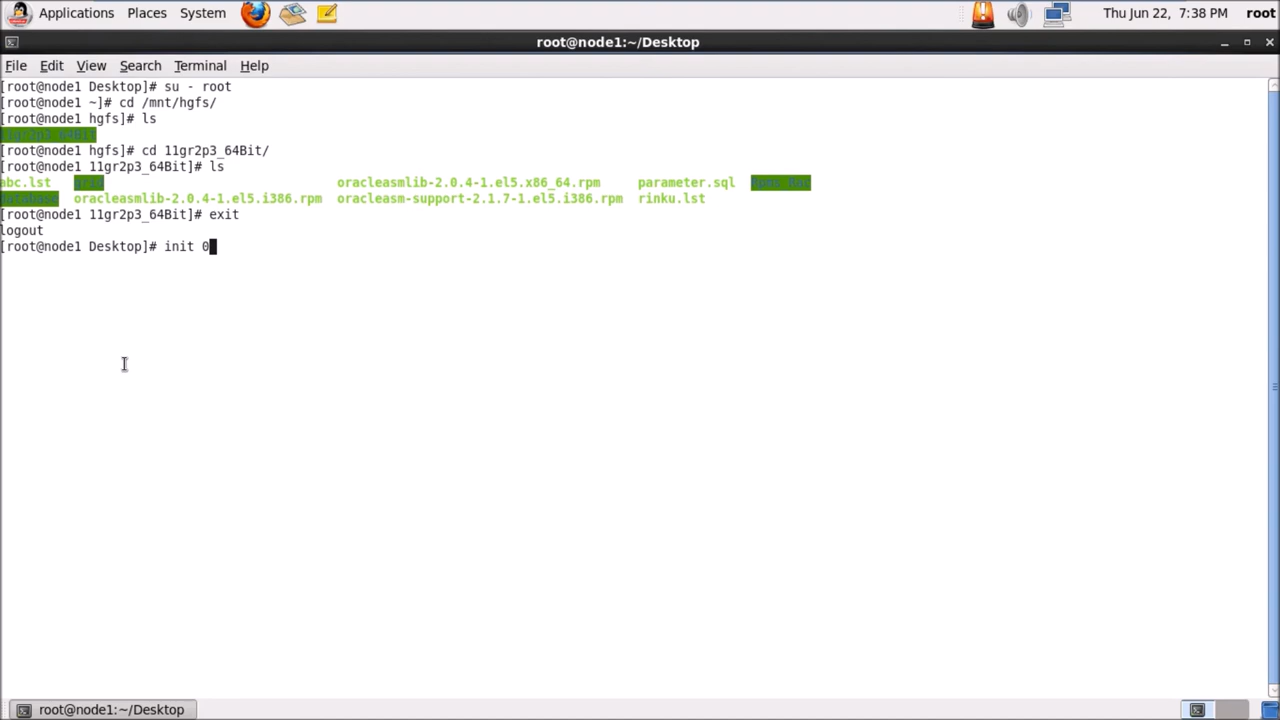 Applications Places System Thu Jun 22, 7:38 PM root
root@node1:~/Desktop
File Edit View Search Terminal Help
[root@node1 Desktop]# su - root
[root@node1 ~]# cd /mnt/hgfs/
[root@node1 hgfs]# ls
11gr2p3_64Bit
[root@node1 hgfs]# cd 11gr2p3_64Bit/
[root@node1 11gr2p3_64Bit]# ls
abc.lst grid oracleasmlib-2.0.4-1.el5.x86_64.rpm parameter.sql
database oracleasmlib-2.0.4-1.el5.i386.rpm oracleasm-support-2.1.7-1.el5.i386.rpm rinku.lst
[root@node1 11gr2p3_64Bit]# exit
logout
[root@node1 Desktop]# init 0
root@node1:~/Desktop